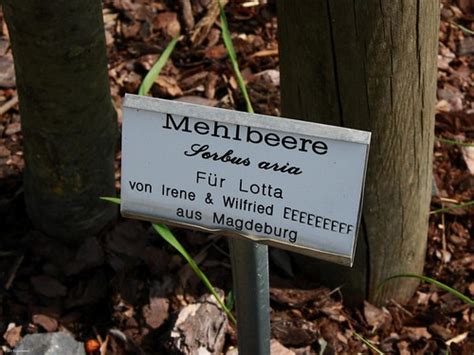 Mehlbeere
Sorbus aria
Für Lotta
von Irene & Wilfried EEEEEEEEE
aus Magdeburg